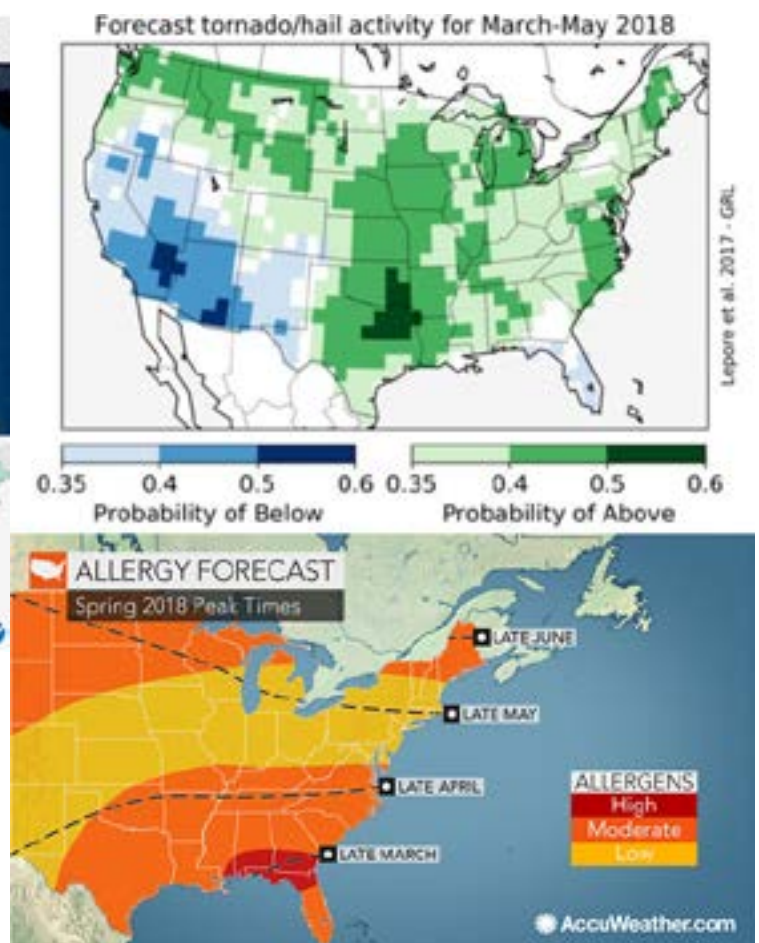 Forecast tornado/hail activity for March-May 2018
Lepore et al. 2017 - GRL
0.35 0.4 0.5 0.6 0.35 0.4 0.5 0.6
Probability of Below Probability of Above
ALLERGY FORECAST
Spring 2018 Peak Times
LATE JUNE
LATE MAY
LATE APRIL
LATE MARCH
ALLERGENS
High
Moderate
Low
AccuWeather.com